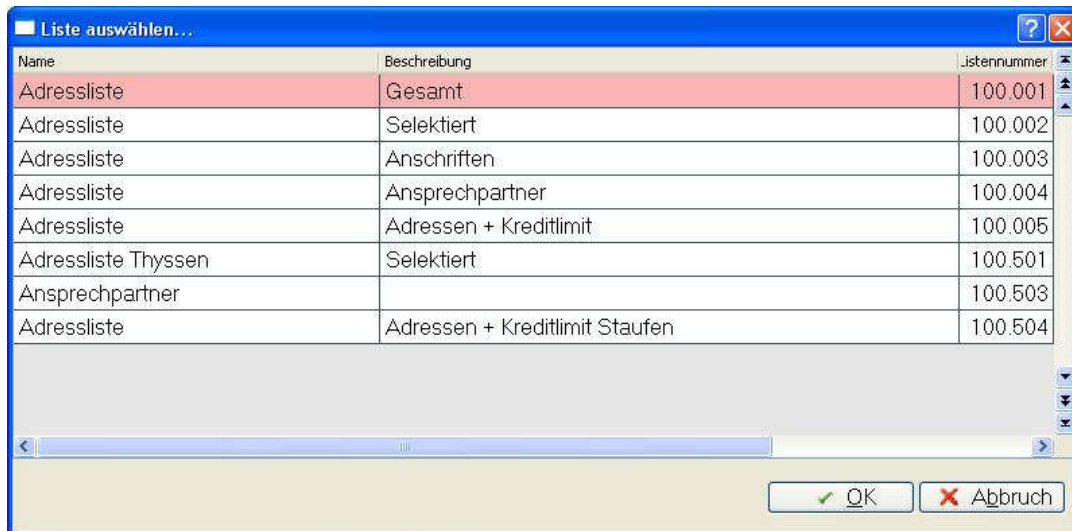 Liste auswählen...
Name Beschreibung Listennummer
Adressliste Gesamt 100.001
Adressliste Selektiert 100.002
Adressliste Anschriften 100.003
Adressliste Ansprechpartner 100.004
Adressliste Adressen + Kreditlimit 100.005
Adressliste Thyssen Selektiert 100.501
Ansprechpartner 100.503
Adressliste Adressen + Kreditlimit Staufen 100.504
OK Abbruch